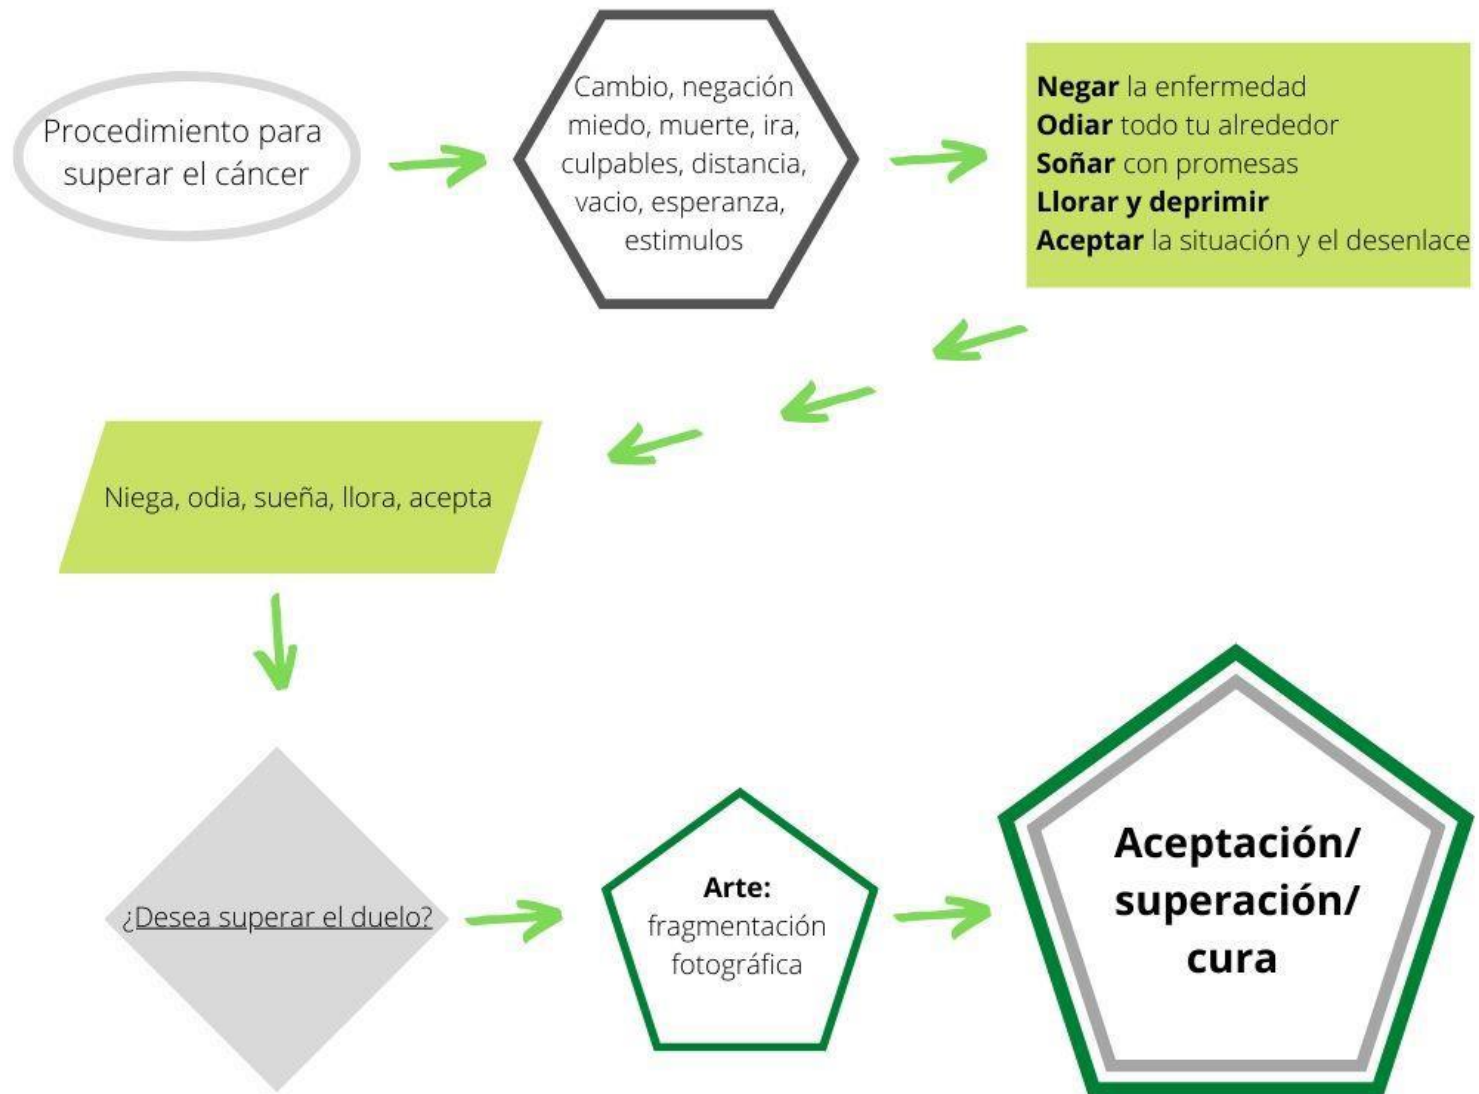 Procedimiento para
superar el cáncer
Cambio, negación
miedo, muerte, ira,
culpables, distancia,
vacio, esperanza,
estimulos
Negar la enfermedad
Odiar todo tu alrededor
Soñar con promesas
Llorar y deprimir
Aceptar la situación y el desenlace
Niega, odia, sueña, llora, acepta
¿Desea superar el duelo?
Arte:
fragmentación
fotográfica
Aceptación/
superación/
cura